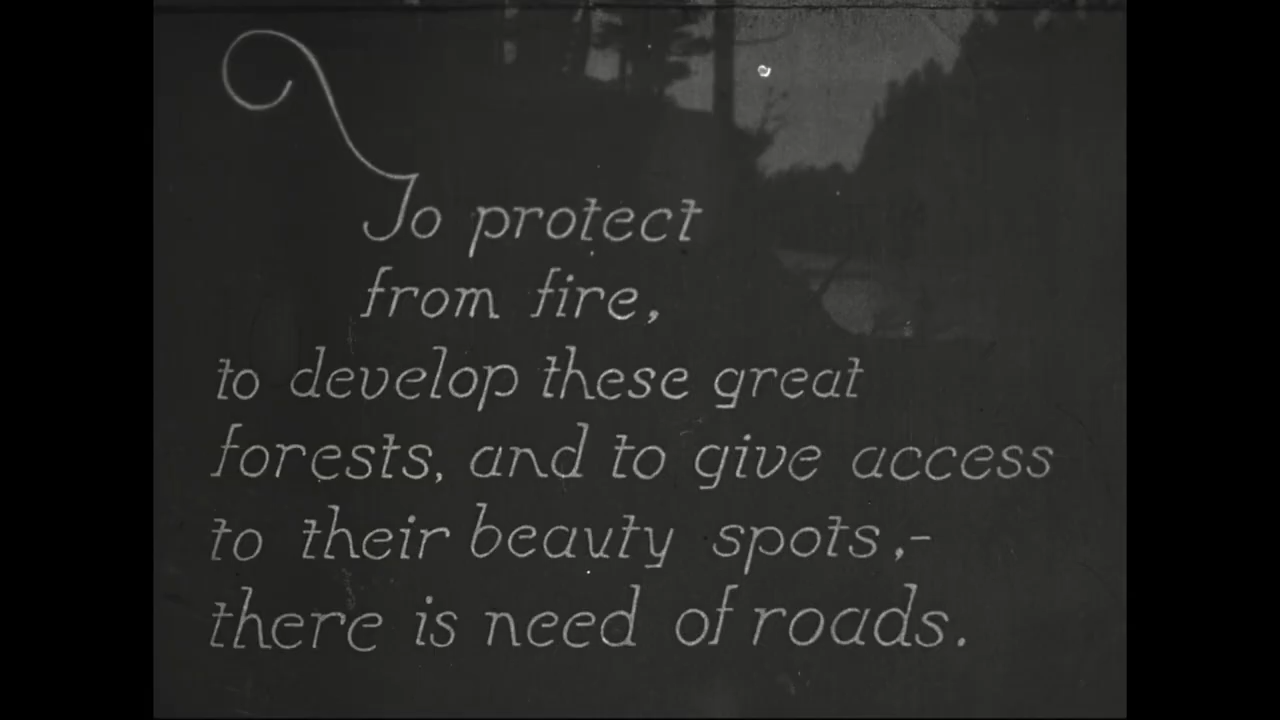 To protect
from fire,
to develop these great
forests, and to give access
to their beauty spots,-
there is need of roads.